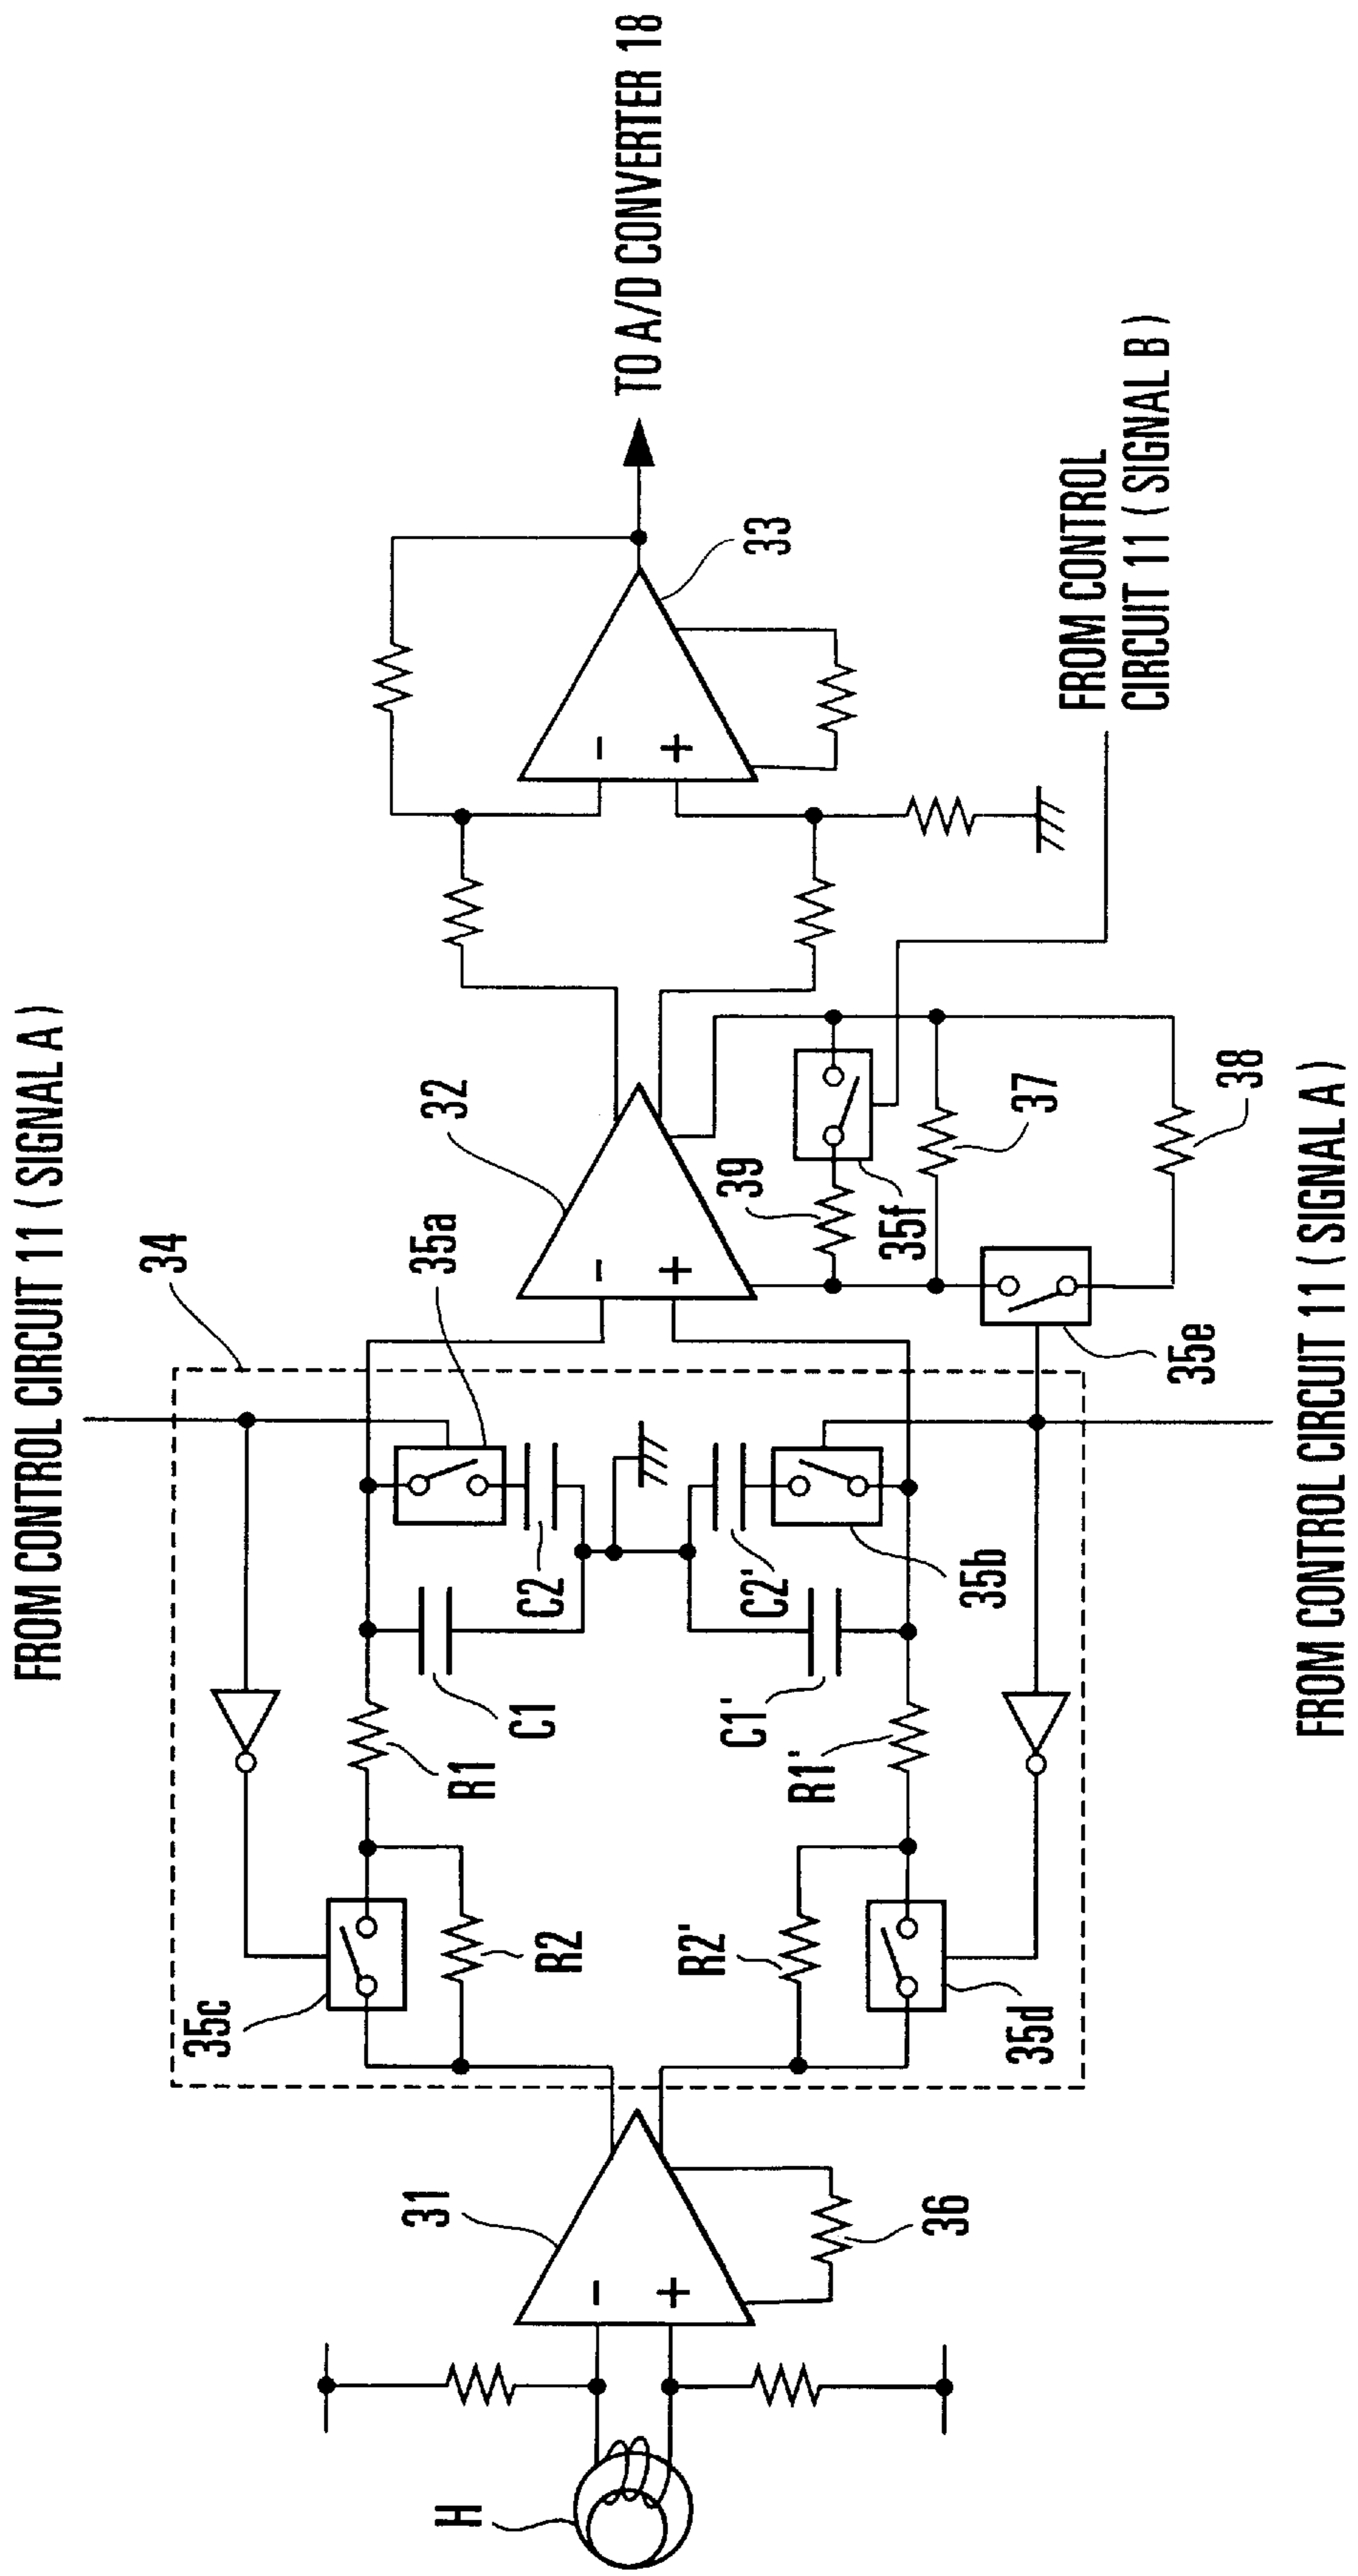 FROM CONTROL CIRCUIT 11 ( SIGNAL A )
34
35c
R2
R1
C1
C2
35a
32
33
TO A/D CONVERTER 18
H
31
-
+
36
-
+
-
+
R2'
35d
R1'
C1'
C2'
35b
39
35f
37
38
35e
FROM CONTROL
CIRCUIT 11 ( SIGNAL B )
FROM CONTROL CIRCUIT 11 ( SIGNAL A )